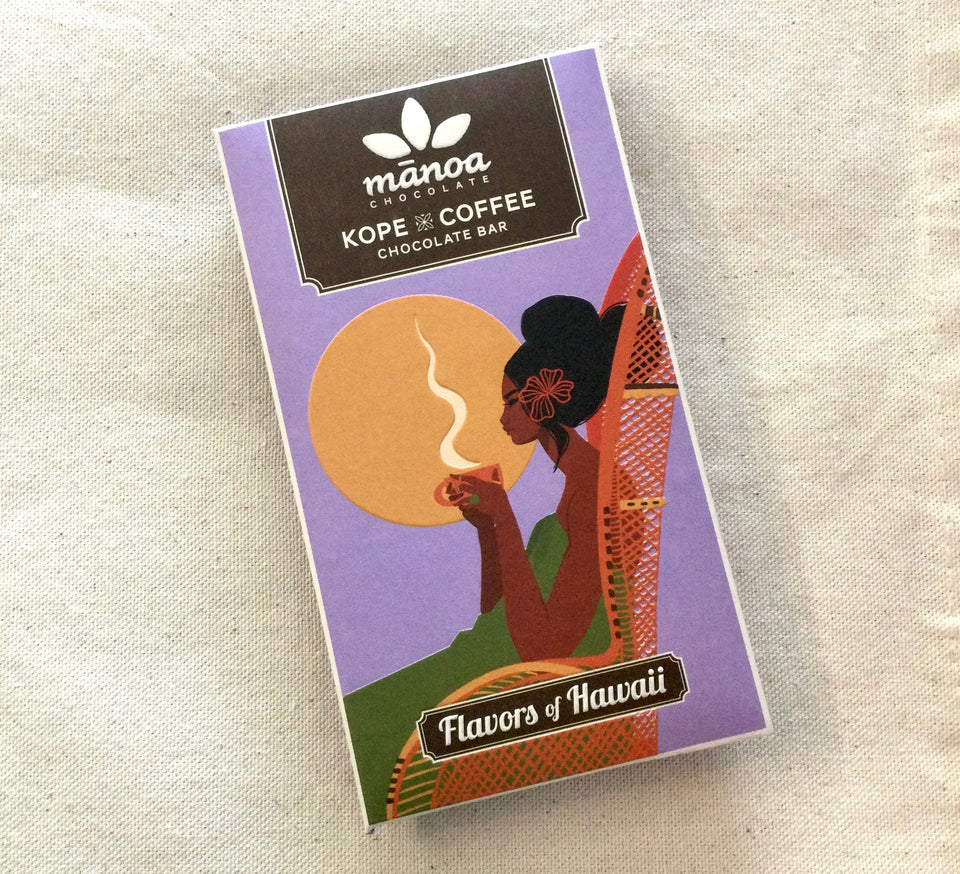 mānoa
CHOCOLATE
KOPE COFFEE
CHOCOLATE BAR
Flavors of Hawaii